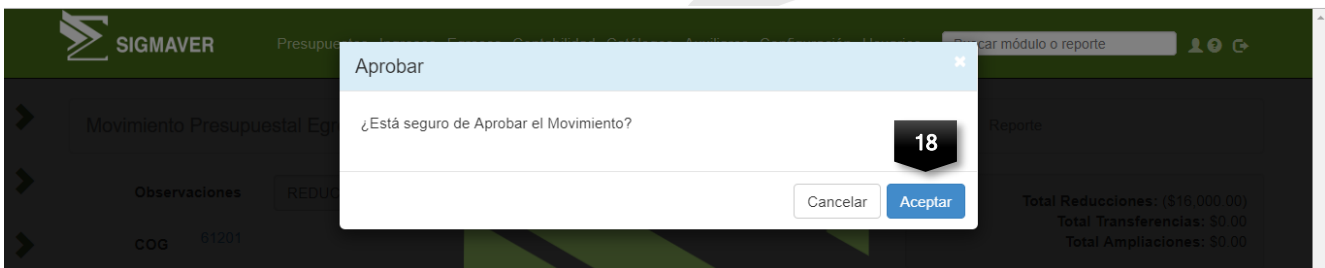 SIGMAVER
Aprobar
car módulo o reporte
¿Está seguro de Aprobar el Movimiento?
Movimiento Presupuestal Egr
Reporte
18
Observaciones REDUC
Cancelar Aceptar
Total Reducciones: ($16,000.00)
Total Transferencias: $0.00
COG 61201
Total Ampliaciones: $0.00